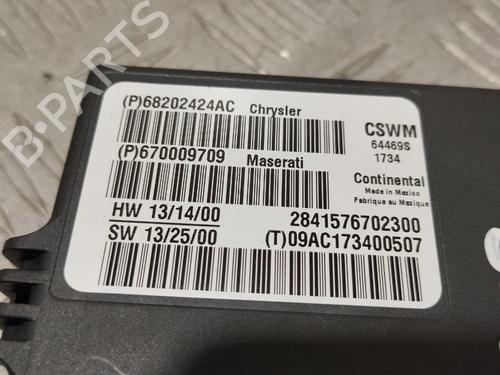 (P)68202424AC Chrysler
CSWM
64469S
1734
(P)670009709 Maserati
Continental
Made in Mexico
Fabrique au Mexique
HW 13/14/00 2841576702300
SW 13/25/00 (T)09AC173400507
B-PARTS